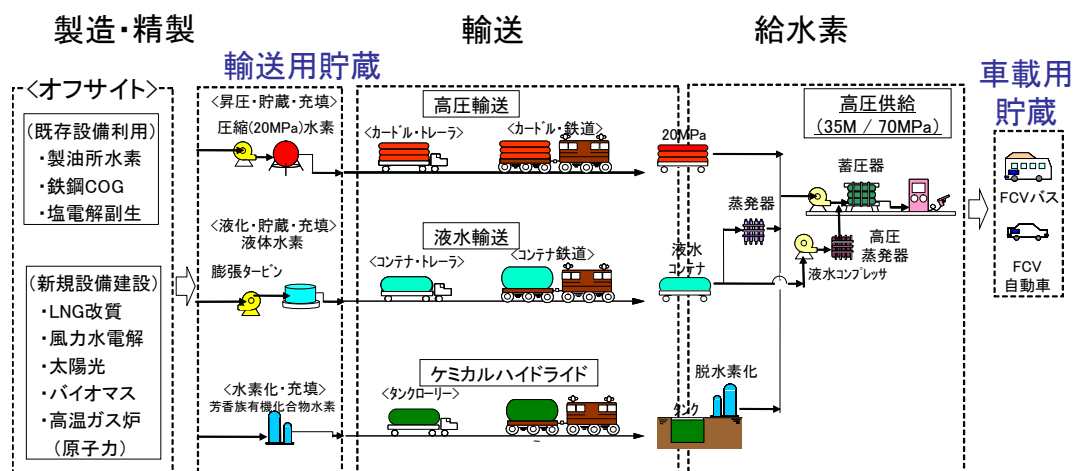 製造・精製
輸送
給水素
<オフサイト>
(既存設備利用)
・製油所水素
・鉄鋼COG
・塩電解副生
(新規設備建設)
・LNG改質
・風力水電解
・太陽光
・バイオマス
・高温ガス炉
(原子力)
輸送用貯蔵
<昇圧・貯蔵・充填>
圧縮(20MPa)水素
<液化・貯蔵・充填>
液体水素
膨張タービン
<水素化・充填>
芳香族有機化合物水素
高圧輸送
<カードル・トレーラ>
<カードル・鉄道>
液水輸送
<コンテナ・トレーラ>
<コンテナ鉄道>
ケミカルハイドライド
<タンクローリー>
20MPa
液水
コンテナ
蒸発器
脱水素化
タンク
高圧供給
(35M / 70MPa)
蓄圧器
高圧
蒸発器
液水コンプレッサ
車載用
貯蔵
FCVバス
FCV
自動車